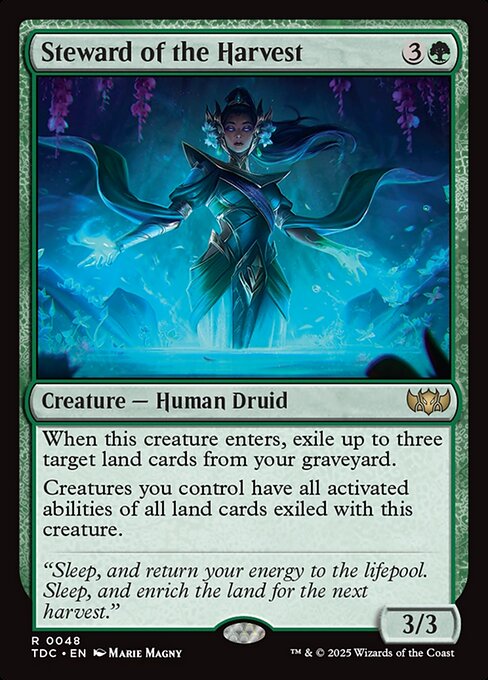 Steward of the Harvest 3
Creature — Human Druid
When this creature enters, exile up to three
target land cards from your graveyard.
Creatures you control have all activated
abilities of all land cards exiled with this
creature.
“Sleep, and return your energy to the lifepool.
Sleep, and enrich the land for the next
harvest.”
3/3
R 0048
TDC • EN Marie Magny
™ & © 2025 Wizards of the Coast